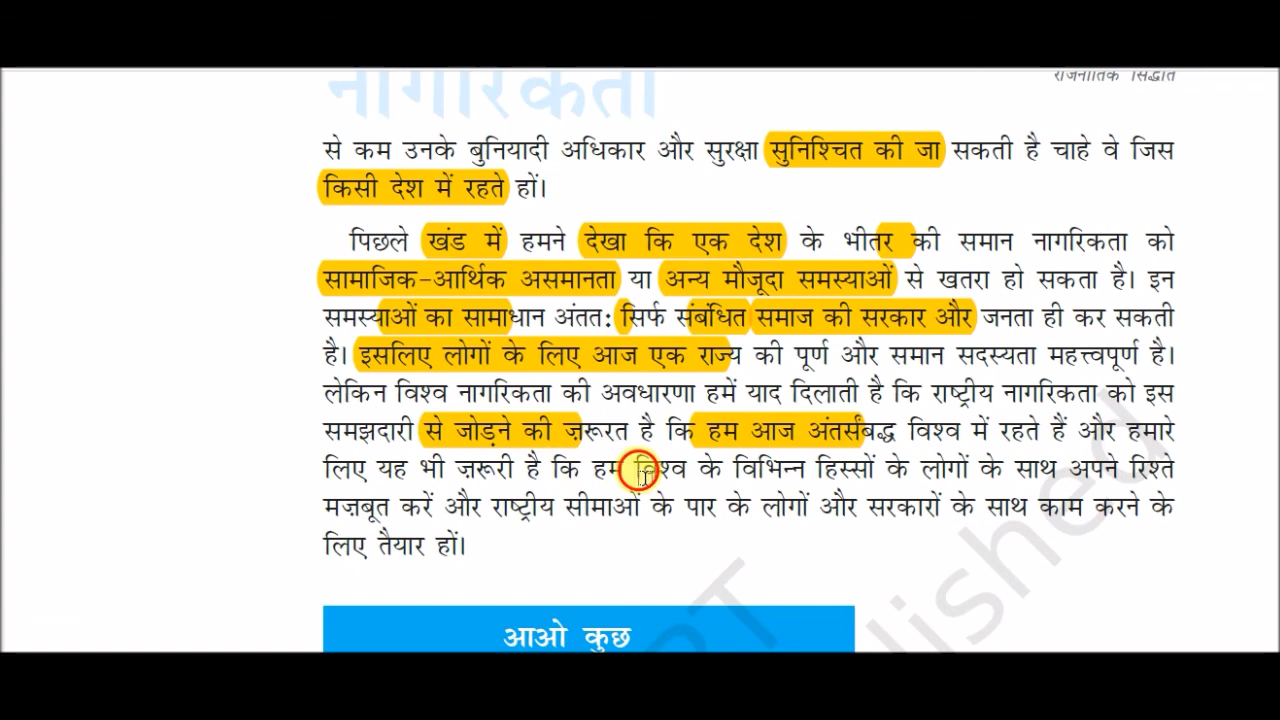 राजनीतिक सिद्धांत
नागरिकता
से कम उनके बुनियादी अधिकार और सुरक्षा सुनिश्चित की जा सकती है चाहे वे जिस
किसी देश में रहते हों।
पिछले खंड में हमने देखा कि एक देश के भीतर की समान नागरिकता को
सामाजिक-आर्थिक असमानता या अन्य मौजूदा समस्याओं से खतरा हो सकता है। इन
समस्याओं का सामाधान अंतत: सिर्फ संबंधित समाज की सरकार और जनता ही कर सकती
है। इसलिए लोगों के लिए आज एक राज्य की पूर्ण और समान सदस्यता महत्त्वपूर्ण है।
लेकिन विश्व नागरिकता की अवधारणा हमें याद दिलाती है कि राष्ट्रीय नागरिकता को इस
समझदारी से जोड़ने की ज़रूरत है कि हम आज अंतर्संबद्ध विश्व में रहते हैं और हमारे
लिए यह भी ज़रूरी है कि हम विश्व के विभिन्न हिस्सों के लोगों के साथ अपने रिश्ते
मज़बूत करें और राष्ट्रीय सीमाओं के पार के लोगों और सरकारों के साथ काम करने के
लिए तैयार हों।
आओ कुछ